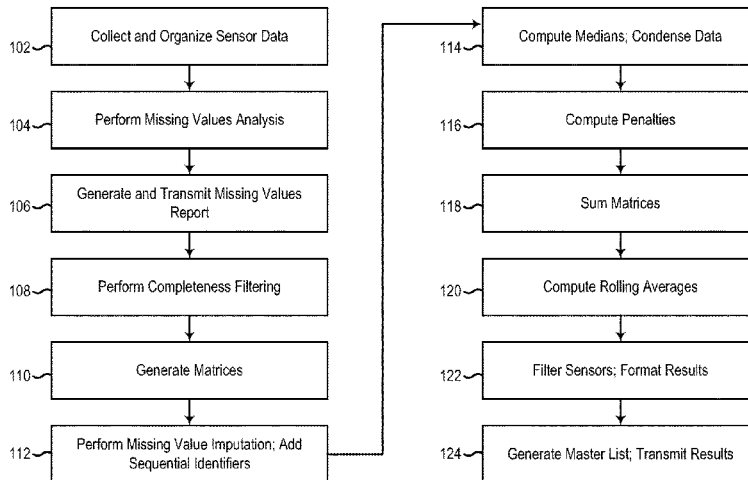 102
Collect and Organize Sensor Data
104
Perform Missing Values Analysis
106
Generate and Transmit Missing Values
Report
108
Perform Completeness Filtering
110
Generate Matrices
112
Perform Missing Value Imputation; Add
Sequential Identifiers
114
Compute Medians; Condense Data
116
Compute Penalties
118
Sum Matrices
120
Compute Rolling Averages
122
Filter Sensors; Format Results
124
Generate Master List; Transmit Results